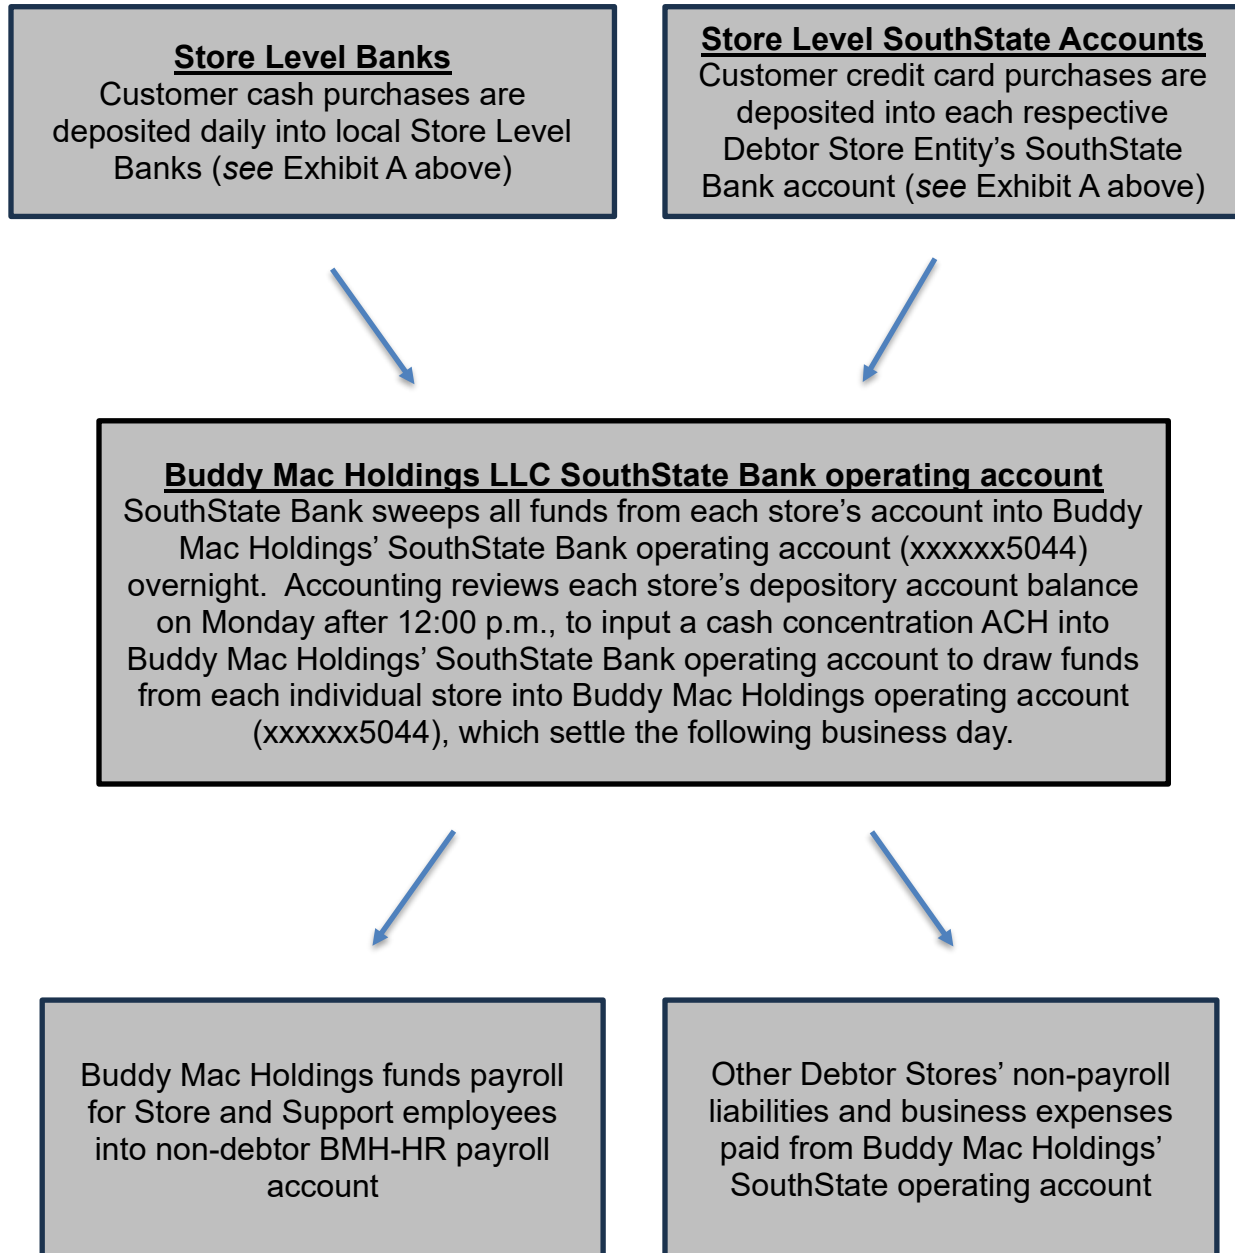 Store Level Banks
Customer cash purchases are
deposited daily into local Store Level
Banks (see Exhibit A above)
Store Level SouthState Accounts
Customer credit card purchases are
deposited into each respective
Debtor Store Entity’s SouthState
Bank account (see Exhibit A above)
Buddy Mac Holdings LLC SouthState Bank operating account
SouthState Bank sweeps all funds from each store’s account into Buddy
Mac Holdings’ SouthState Bank operating account (xxxxxx5044)
overnight.  Accounting reviews each store’s depository account balance
on Monday after 12:00 p.m., to input a cash concentration ACH into
Buddy Mac Holdings’ SouthState Bank operating account to draw funds
from each individual store into Buddy Mac Holdings operating account
(xxxxxx5044), which settle the following business day.
Buddy Mac Holdings funds payroll
for Store and Support employees
into non-debtor BMH-HR payroll
account
Other Debtor Stores’ non-payroll
liabilities and business expenses
paid from Buddy Mac Holdings’
SouthState operating account